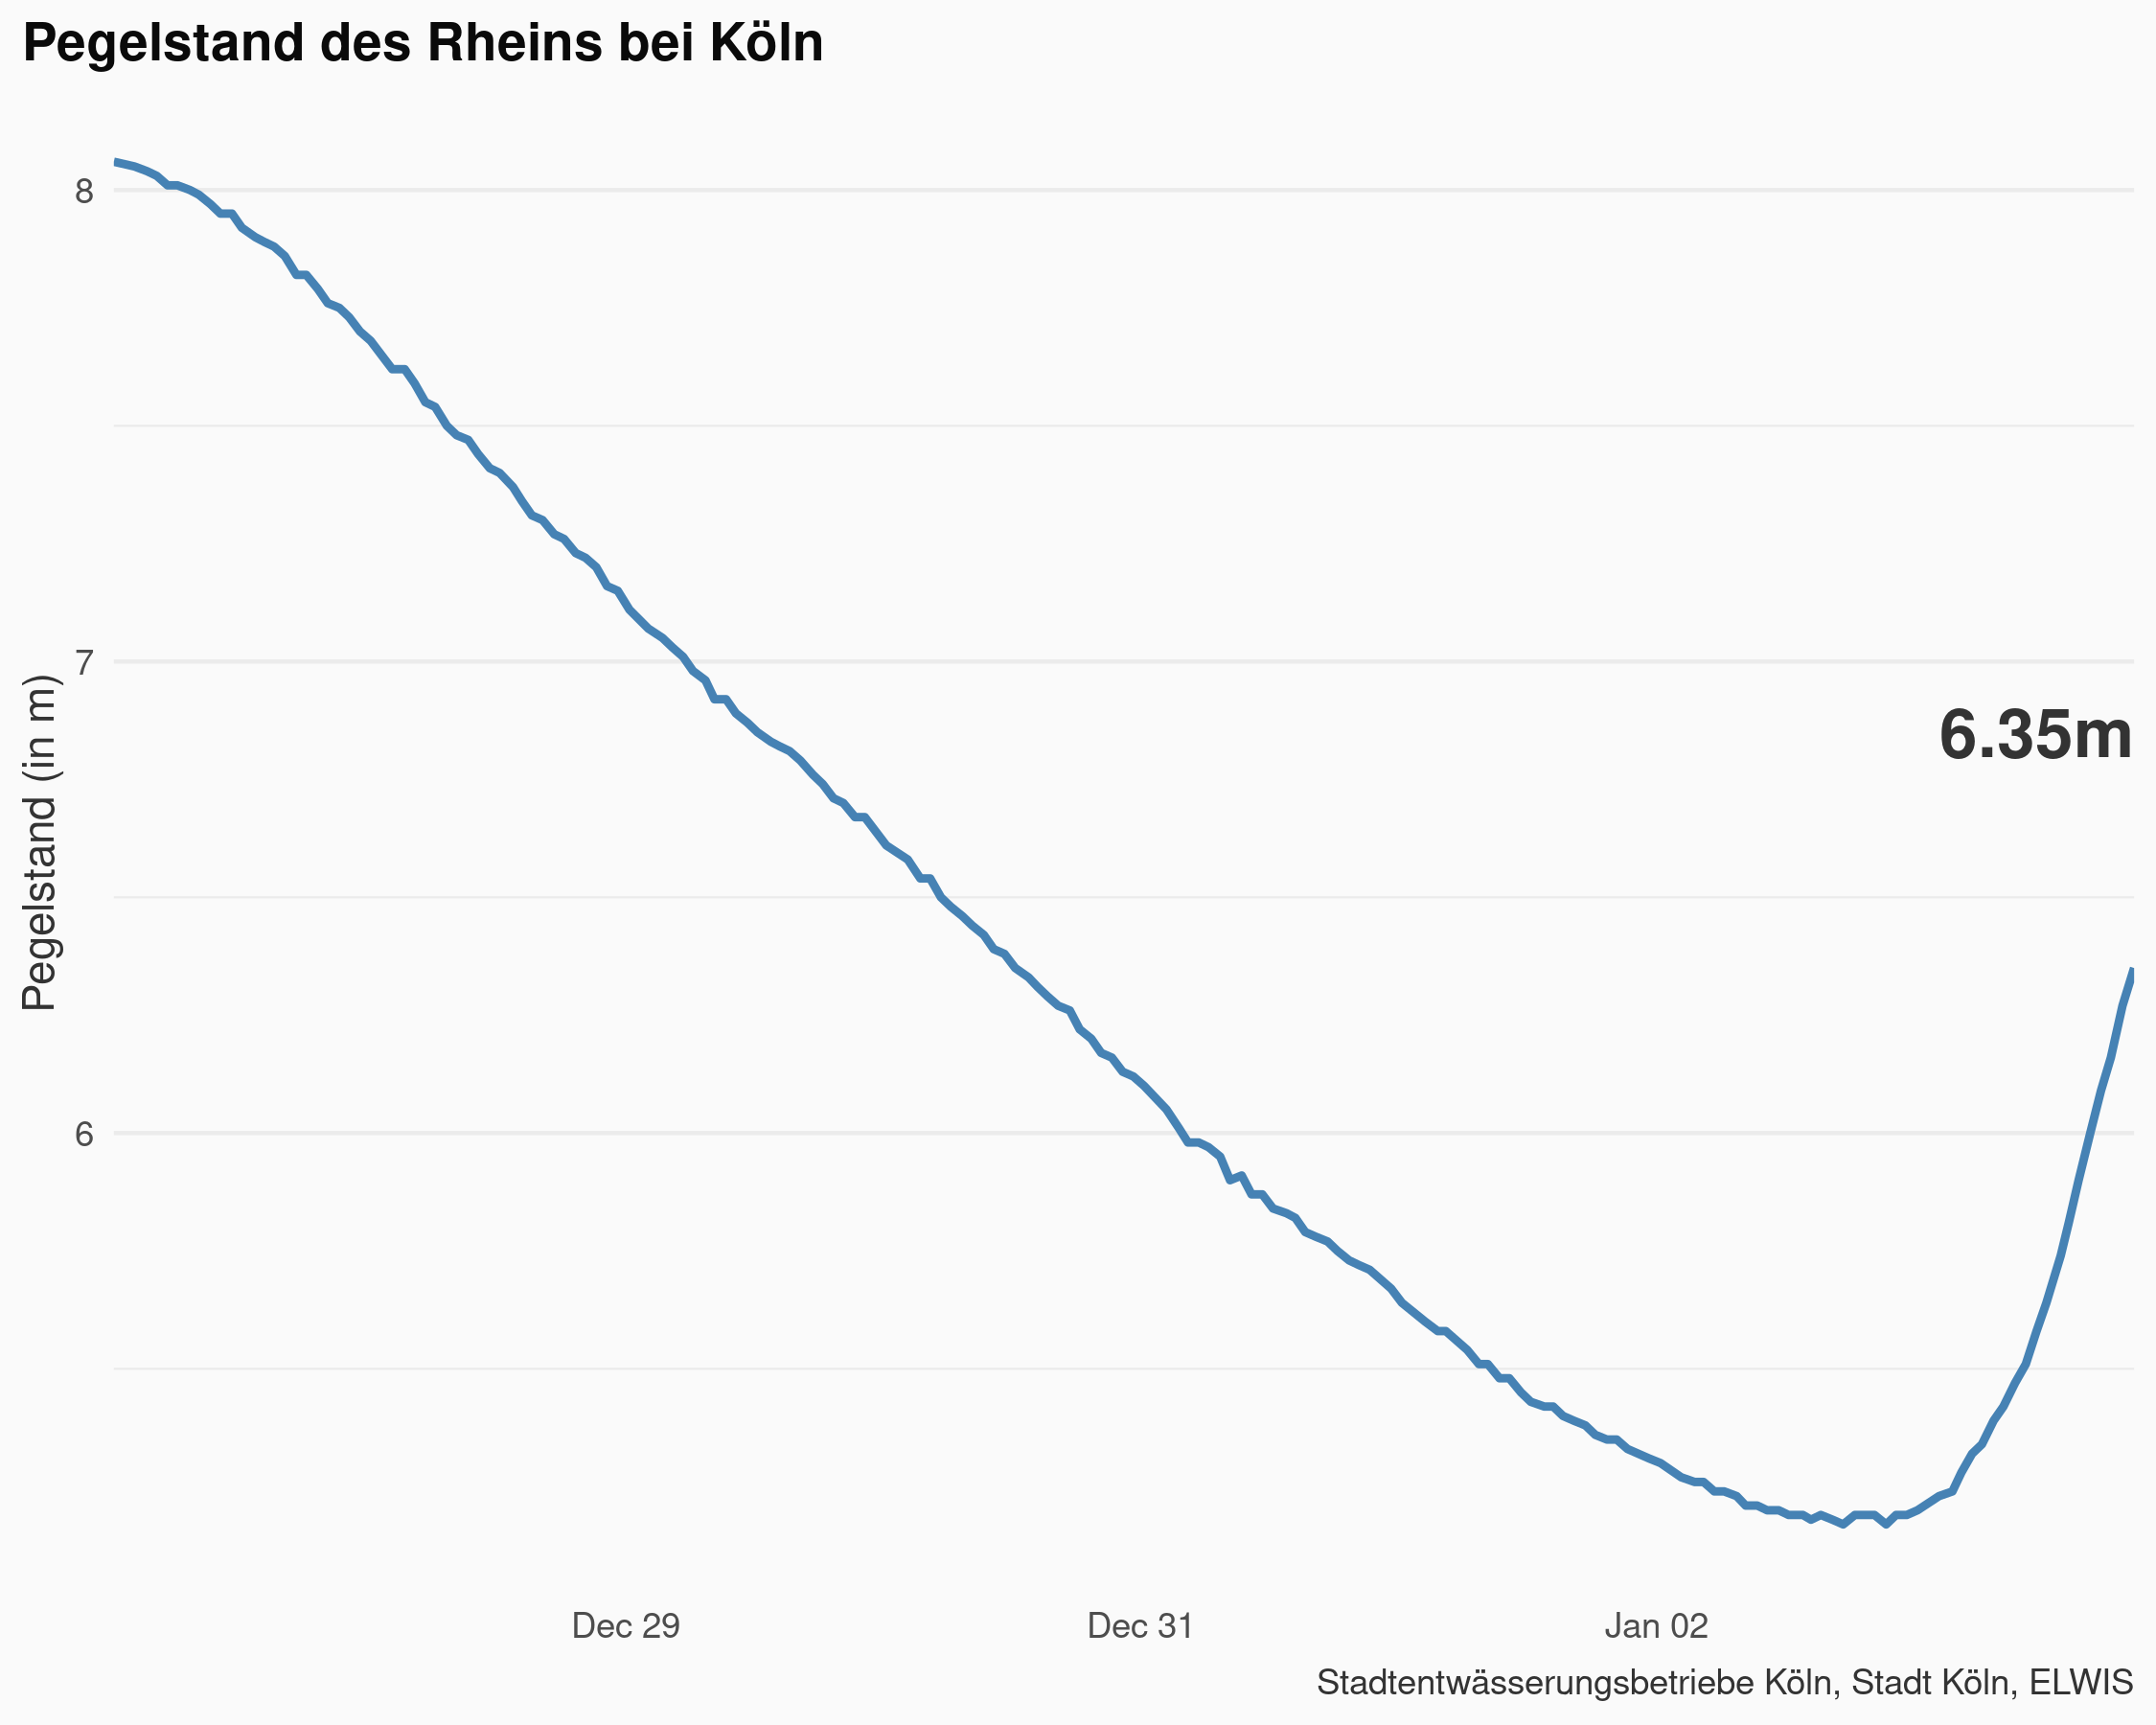 Pegelstand des Rheins bei Köln
8
7
6
Pegelstand (in m)
6.35m
Dec 29
Dec 31
Jan 02
Stadtentwässerungsbetriebe Köln, Stadt Köln, ELWIS